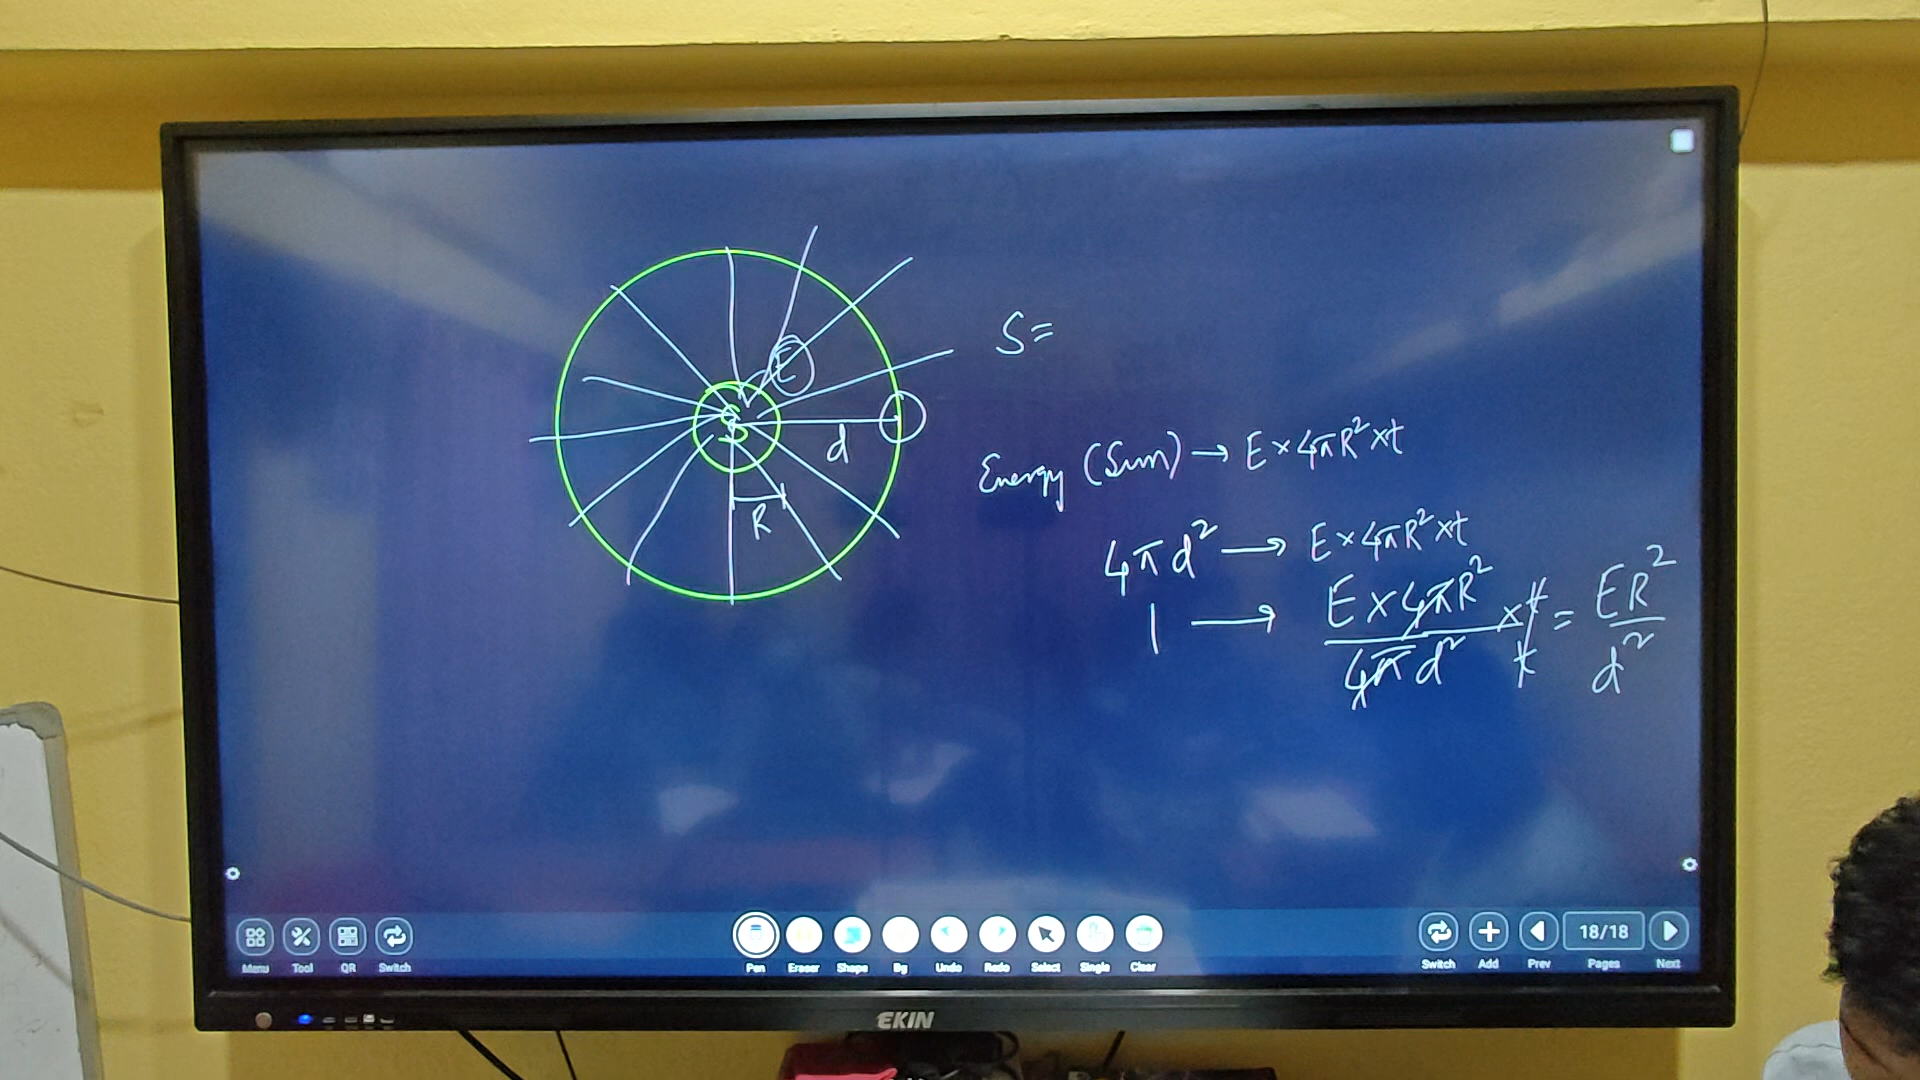 S
E
d
R
S=
Energy (Sun) → E×4πR²×t
4πd² → E×4πR²×t
1 → E×4πR²×t / 4πd² t = ER² / d²
Menu Tool QR Switch
Pen Eraser Shape Bg Undo Redo Select Single Clear
Switch Add Prev 18/18 Pages Next
EKIN